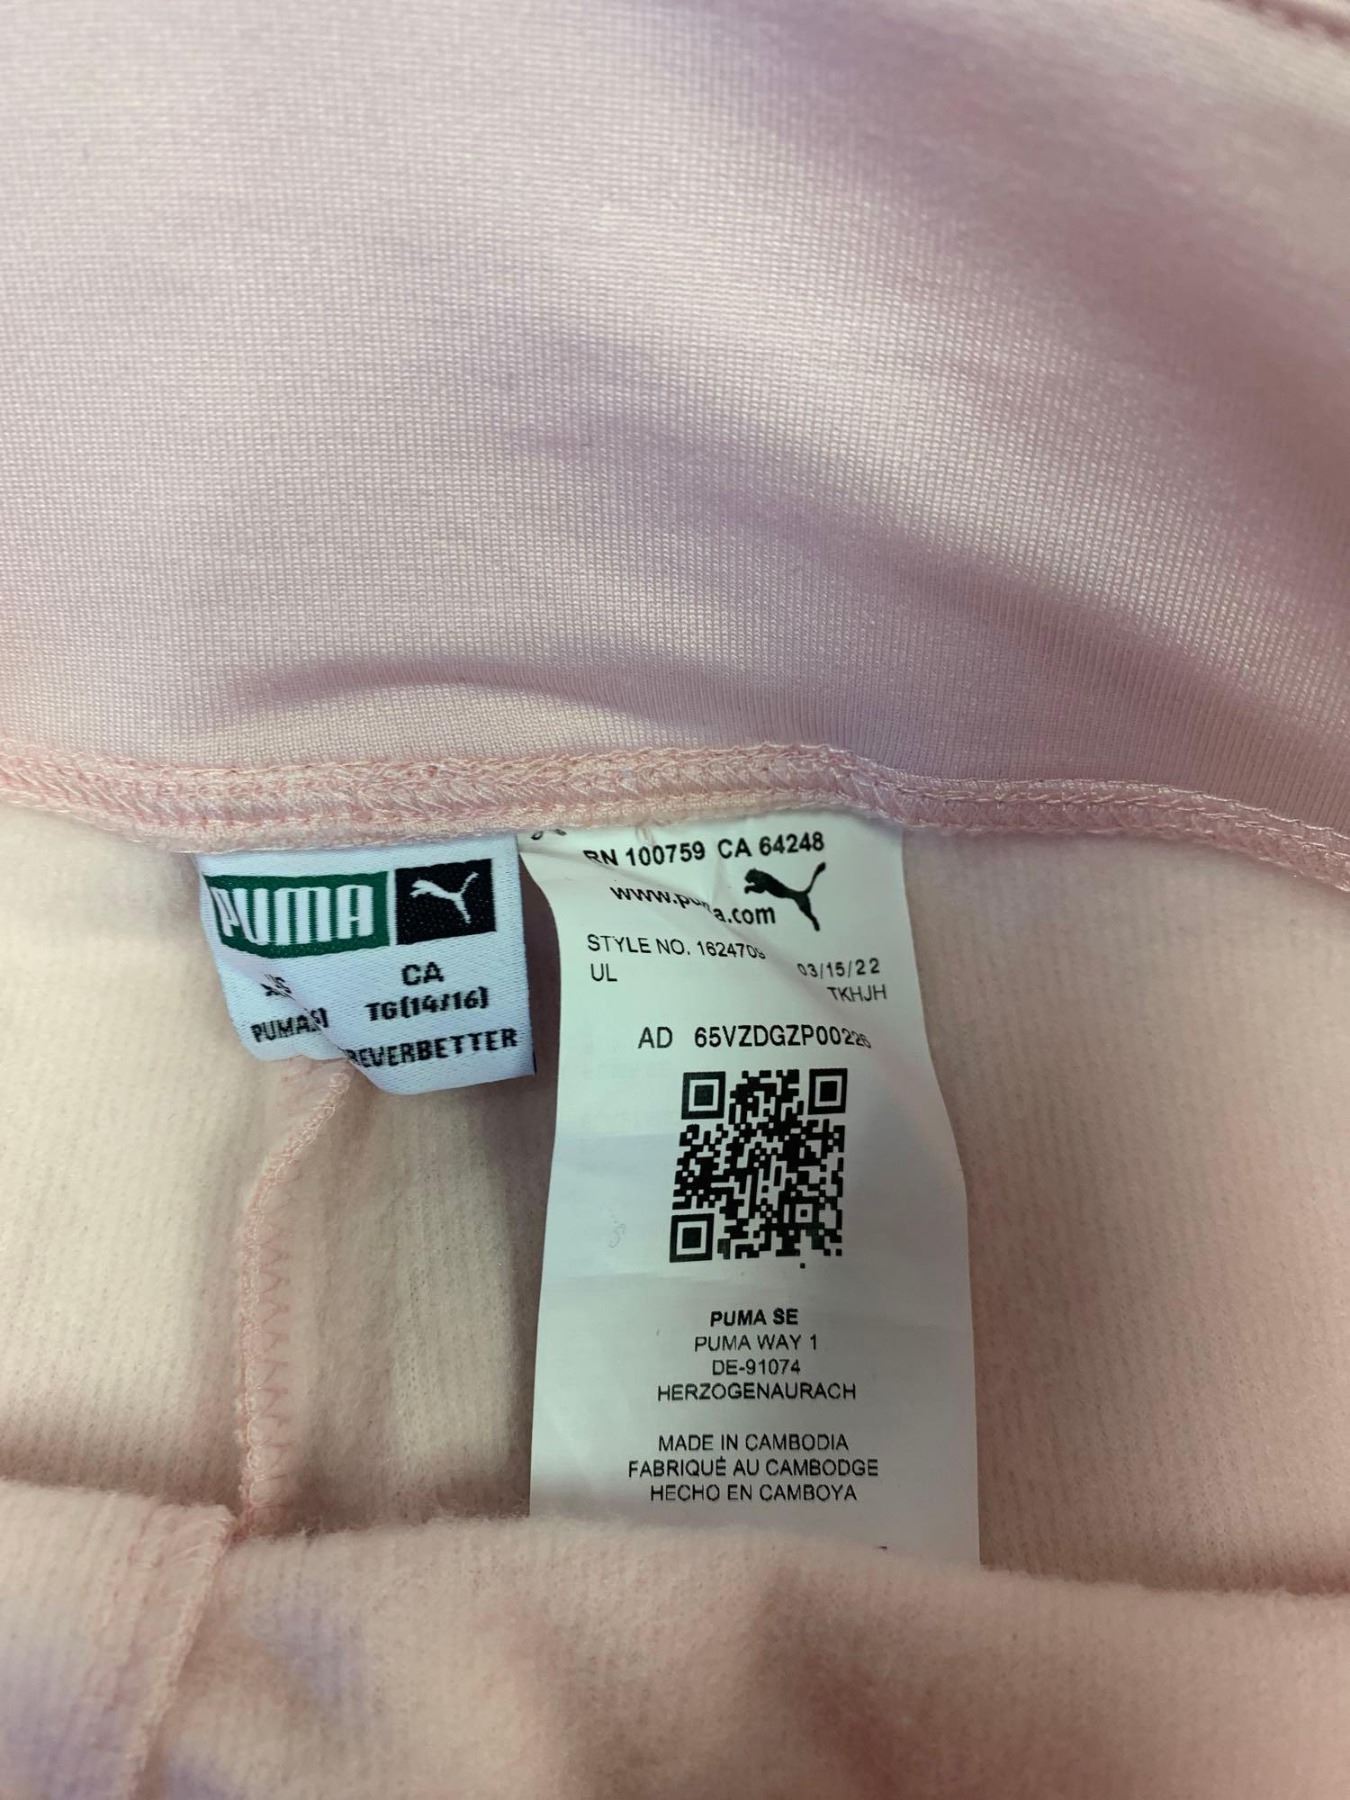 PUMA
CA
TG(14/16)
RN 100759 CA 64248
STYLE NO.
UL
03/15/22
TKHJH
AD
PUMA SE
PUMA WAY 1
DE-91074
HERZOGENAURACH
MADE IN CAMBODIA
FABRIQUÉ AU CAMBODGE
HECHO EN CAMBOYA